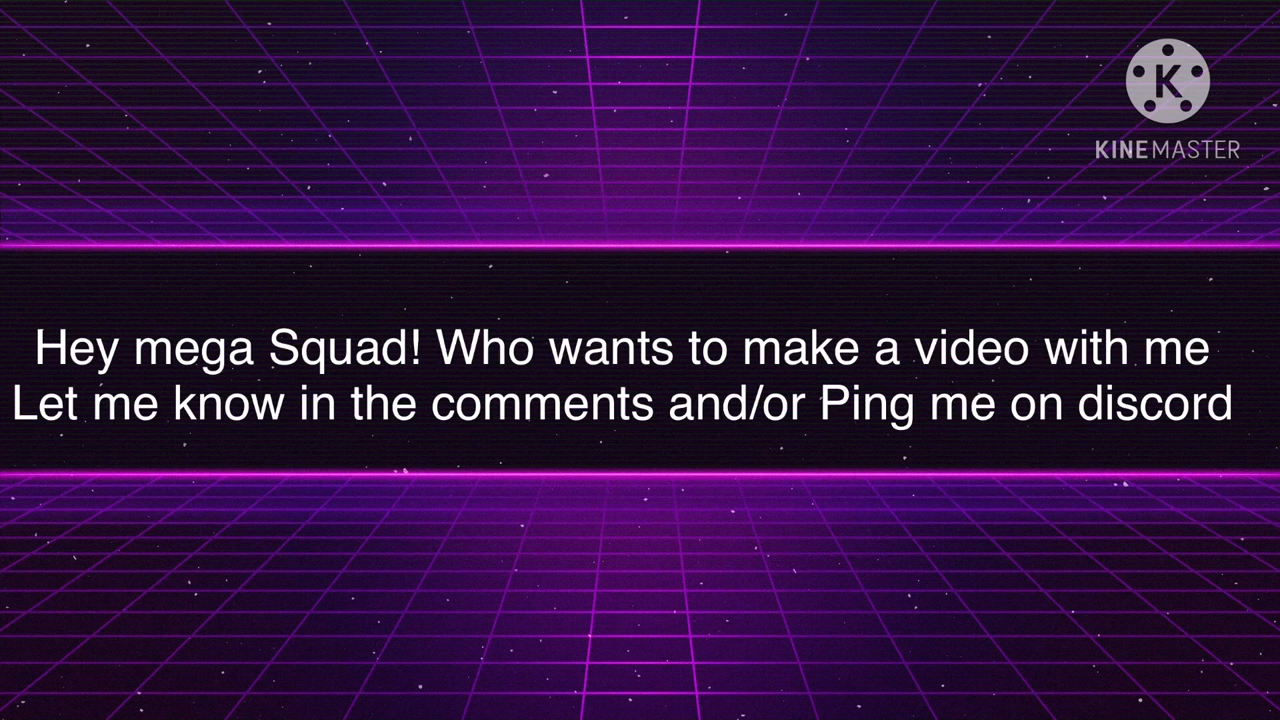 K
KINEMASTER
Hey mega Squad! Who wants to make a video with me
Let me know in the comments and/or Ping me on discord